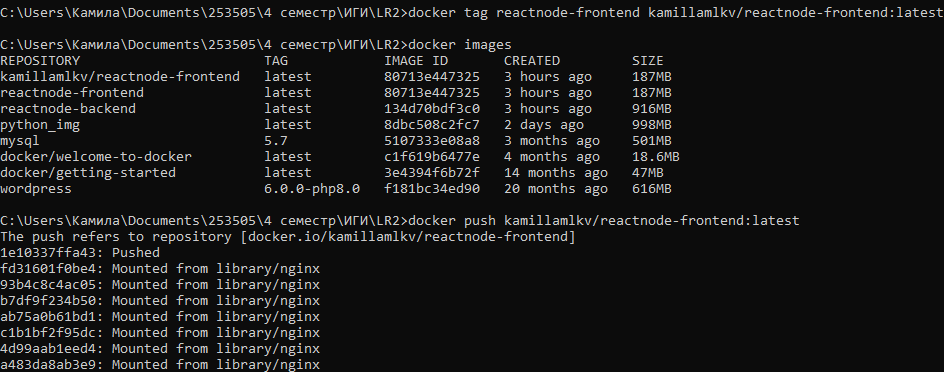 C:\Users\Камила\Documents\253505\4 семестр\ИГИ\LR2>docker tag reactnode-frontend kamillamlkv/reactnode-frontend:latest
C:\Users\Камила\Documents\253505\4 семестр\ИГИ\LR2>docker images
REPOSITORY TAG IMAGE ID CREATED SIZE
kamillamlkv/reactnode-frontend latest 80713e447325 3 hours ago 187MB
reactnode-frontend latest 80713e447325 3 hours ago 187MB
reactnode-backend latest 134d70bdf3c0 3 hours ago 916MB
python_img latest 8dbc508c2fc7 2 days ago 998MB
mysql 5.7 5107333e08a8 3 months ago 501MB
docker/welcome-to-docker latest c1f619b6477e 4 months ago 18.6MB
docker/getting-started latest 3e4394f6b72f 14 months ago 47MB
wordpress 6.0.0-php8.0 f181bc34ed90 20 months ago 616MB
C:\Users\Камила\Documents\253505\4 семестр\ИГИ\LR2>docker push kamillamlkv/reactnode-frontend:latest
The push refers to repository [docker.io/kamillamlkv/reactnode-frontend]
1e10337ffa43: Pushed
fd31601f0be4: Mounted from library/nginx
93b4c8c4ac05: Mounted from library/nginx
b7df9f234b50: Mounted from library/nginx
ab75a0b61bd1: Mounted from library/nginx
c1b1bf2f95dc: Mounted from library/nginx
4d99aab1eed4: Mounted from library/nginx
a483da8ab3e9: Mounted from library/nginx